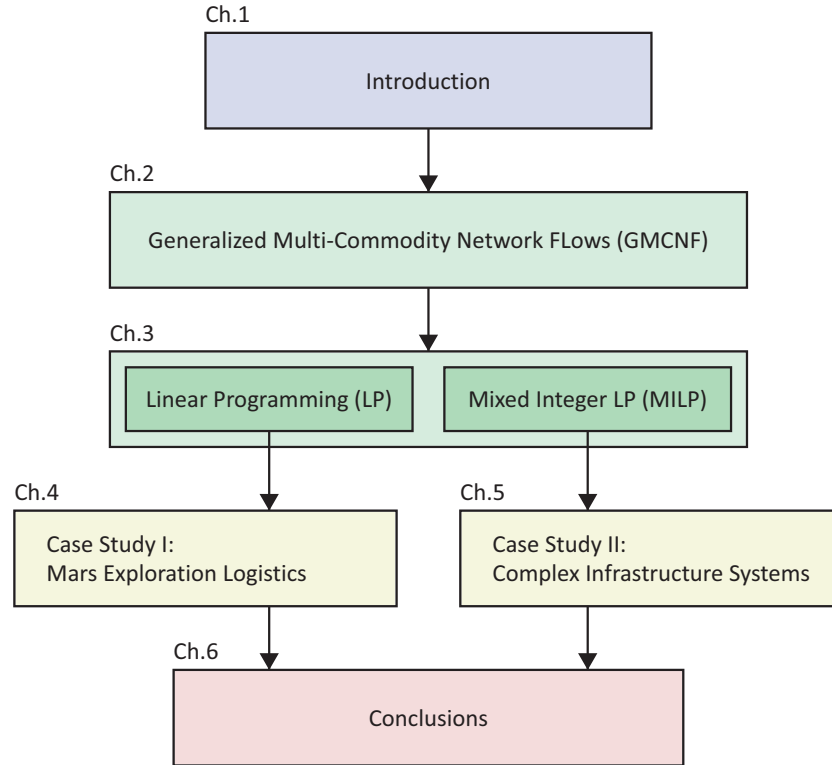 Ch.1
Introduction
Ch.2
Generalized Multi-Commodity Network FLows (GMCNF)
Ch.3
Linear Programming (LP)
Mixed Integer LP (MILP)
Ch.4
Case Study I:
Mars Exploration Logistics
Ch.5
Case Study II:
Complex Infrastructure Systems
Ch.6
Conclusions